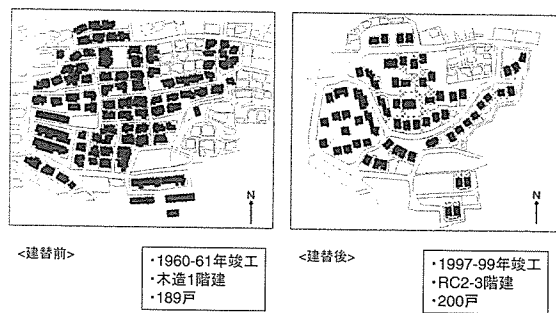 N
N
<建替前>
・1960-61年竣工
・木造1階建
・189戸
<建替後>
・1997-99年竣工
・RC2-3階建
・200戸